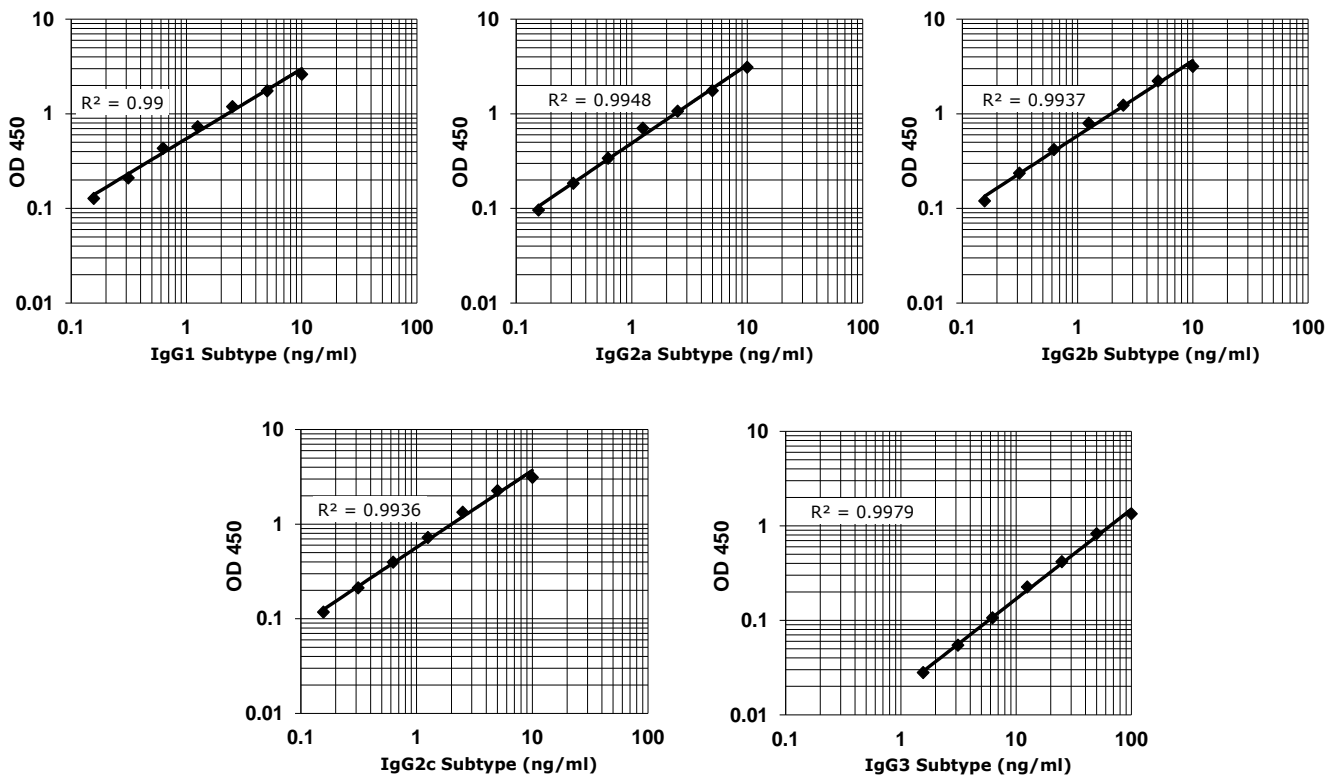 10
1
0.1
0.01
OD 450
R² = 0.99
0.1 1 10 100
IgG1 Subtype (ng/ml)
10
1
0.1
0.01
OD 450
R² = 0.9948
0.1 1 10 100
IgG2a Subtype (ng/ml)
10
1
0.1
0.01
OD 450
R² = 0.9937
0.1 1 10 100
IgG2b Subtype (ng/ml)
10
1
0.1
0.01
OD 450
R² = 0.9936
0.1 1 10 100
IgG2c Subtype (ng/ml)
10
1
0.1
0.01
OD 450
R² = 0.9979
0.1 1 10 100
IgG3 Subtype (ng/ml)